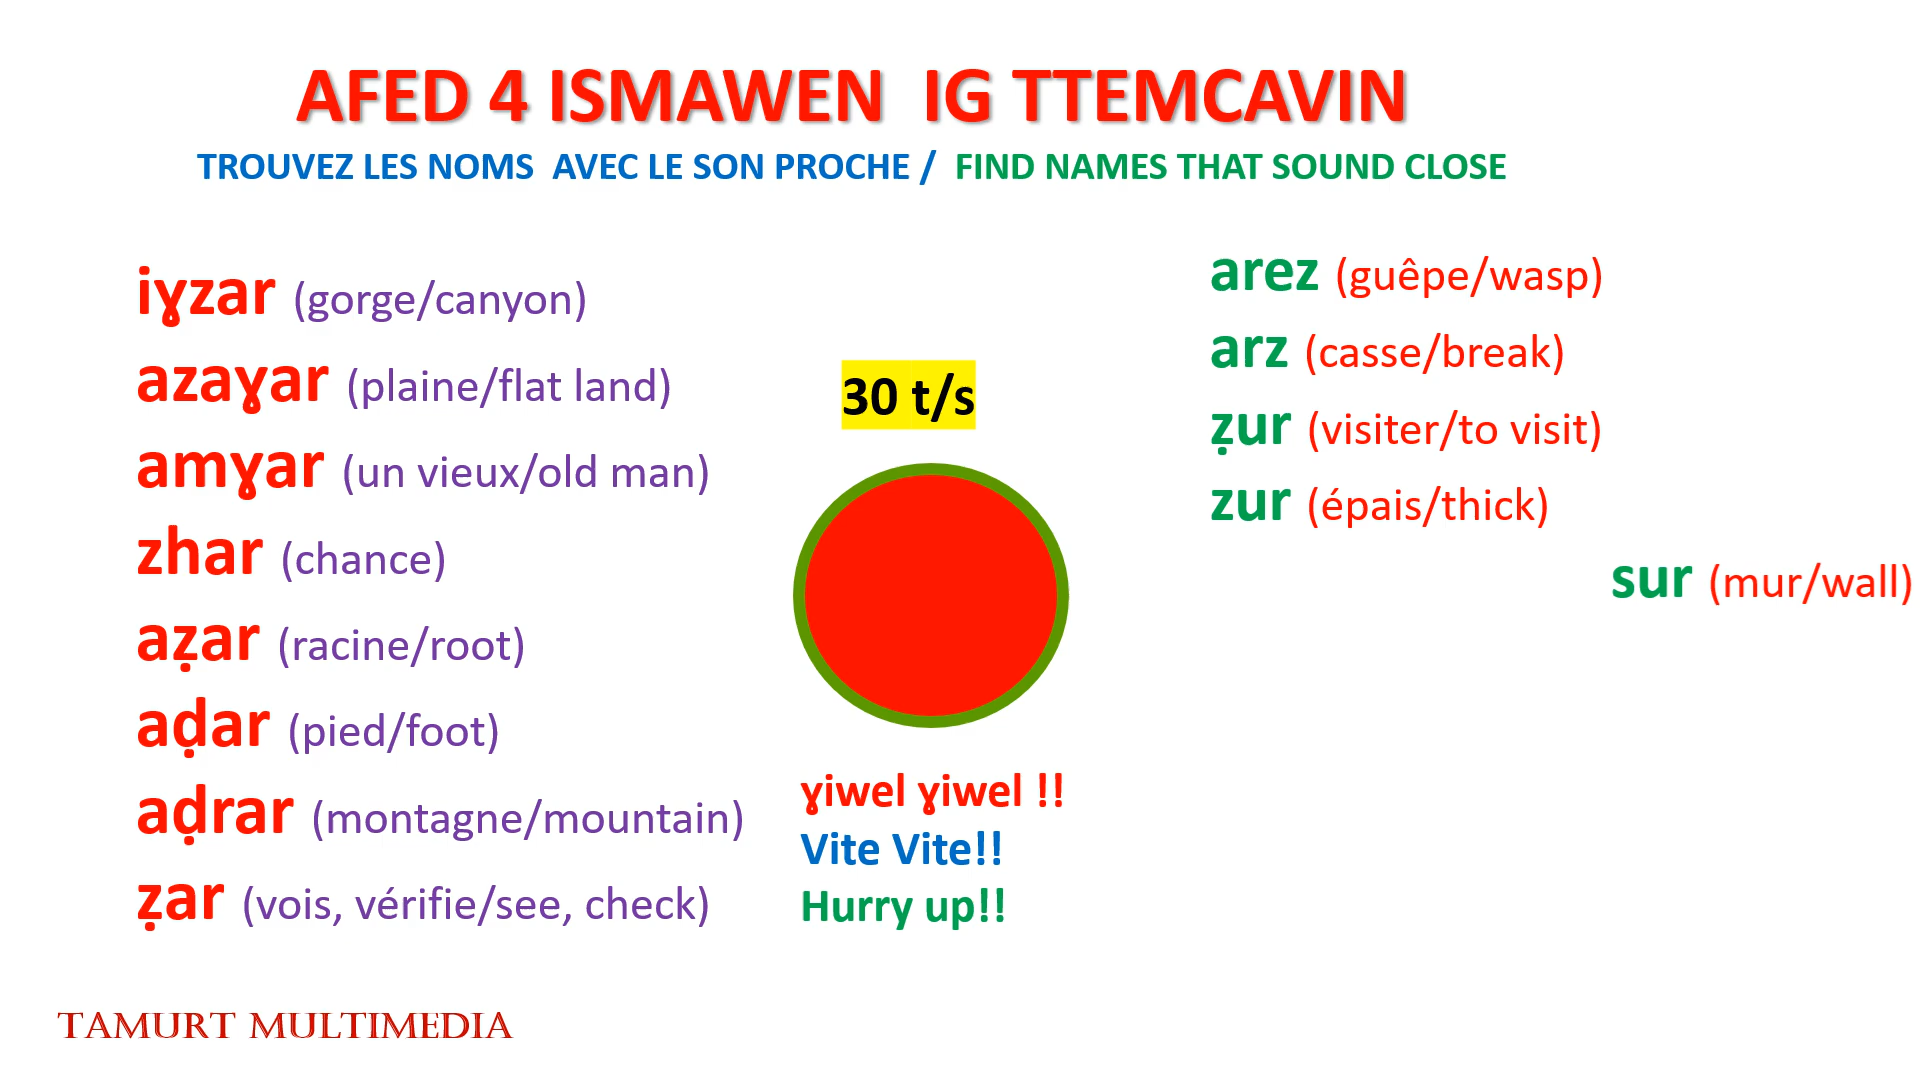 AFED 4 ISMAWEN IG TTEMCAVIN
TROUVEZ LES NOMS AVEC LE SON PROCHE / FIND NAMES THAT SOUND CLOSE
iɣzar (gorge/canyon)
azaɣar (plaine/flat land)
amɣar (un vieux/old man)
zhar (chance)
aẓar (racine/root)
aḍar (pied/foot)
aḍrar (montagne/mountain)
ẓar (vois, vérifie/see, check)
30 t/s
ɣiwel ɣiwel !!
Vite Vite!!
Hurry up!!
arez (guêpe/wasp)
arz (casse/break)
ẓur (visiter/to visit)
zur (épais/thick)
sur (mur/wall)
TAMURT MULTIMEDIA